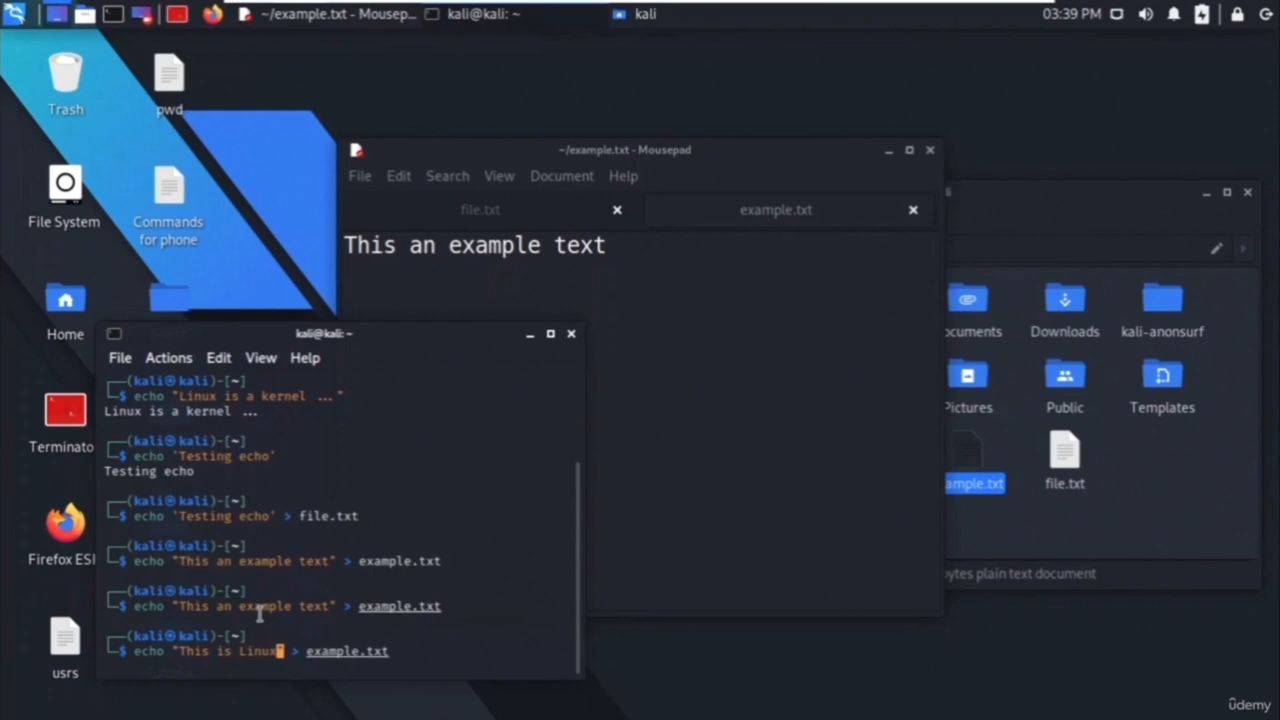 ~/example.txt - Mousep...
kali@kali: ~
kali
03:39 PM
Trash
pwd
File System
Commands
for phone
Home
Terminato
Firefox ESI
usrs
~/example.txt - Mousepad
File Edit Search View Document Help
file.txt
example.txt
This an example text
ocuments
Downloads
kali-anonsurf
Pictures
Public
Templates
ample.txt
file.txt
bytes plain text document
kali@kali: ~
File Actions Edit View Help
┌──(kali㉿kali)-[~]
└─$ echo "Linux is a kernel ..."
Linux is a kernel ...
┌──(kali㉿kali)-[~]
└─$ echo 'Testing echo'
Testing echo
┌──(kali㉿kali)-[~]
└─$ echo 'Testing echo' > file.txt
┌──(kali㉿kali)-[~]
└─$ echo "This an example text" > example.txt
┌──(kali㉿kali)-[~]
└─$ echo "This an example text" > example.txt
┌──(kali㉿kali)-[~]
└─$ echo "This is Linux" > example.txt
ûdemy